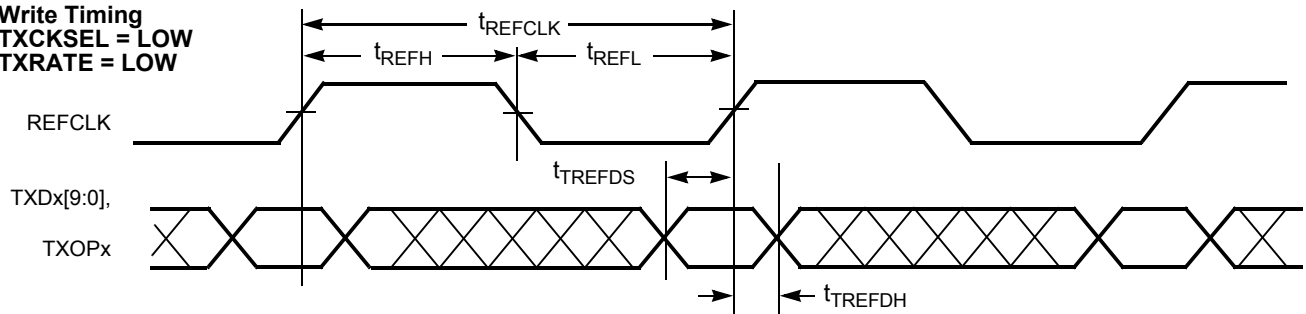 Write Timing
TXCKSEL = LOW
TXRATE = LOW
tREFCLK
tREFH
tREFL
REFCLK
tTREFDS
TXDx[9:0],
TXOPx
tTREFDH